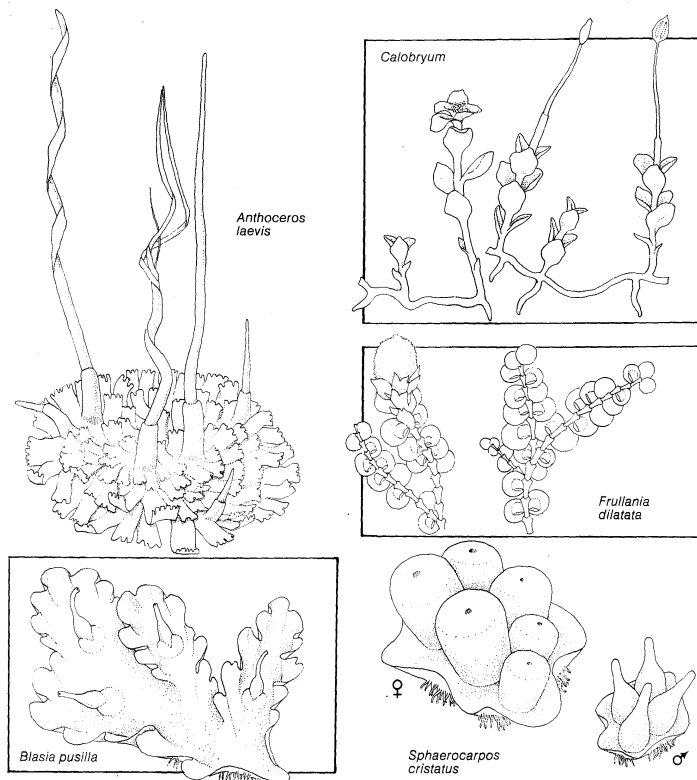 Calobryum
Anthoceros
laevis
Frullania
dilatata
Blasia pusilla
♀
Sphaerocarpos
cristatus
♂